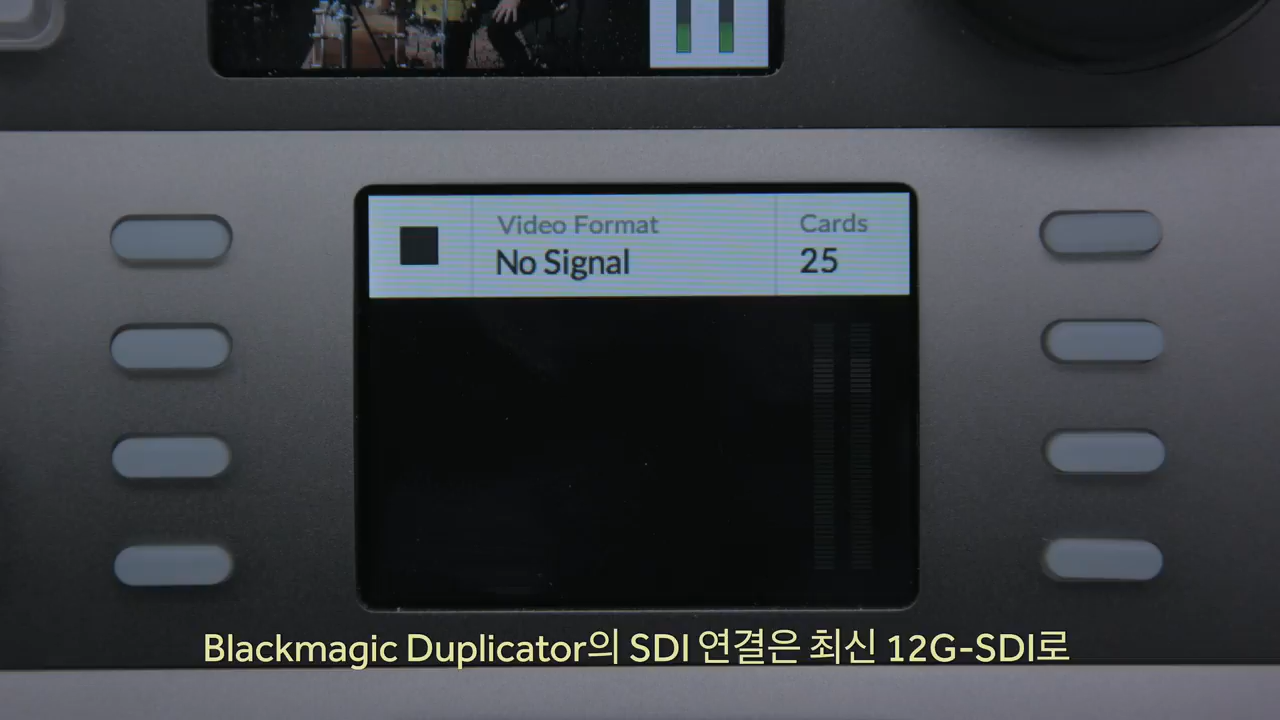 Video Format
No Signal
Cards
25
Blackmagic Duplicator의 SDI 연결은 최신 12G-SDI로